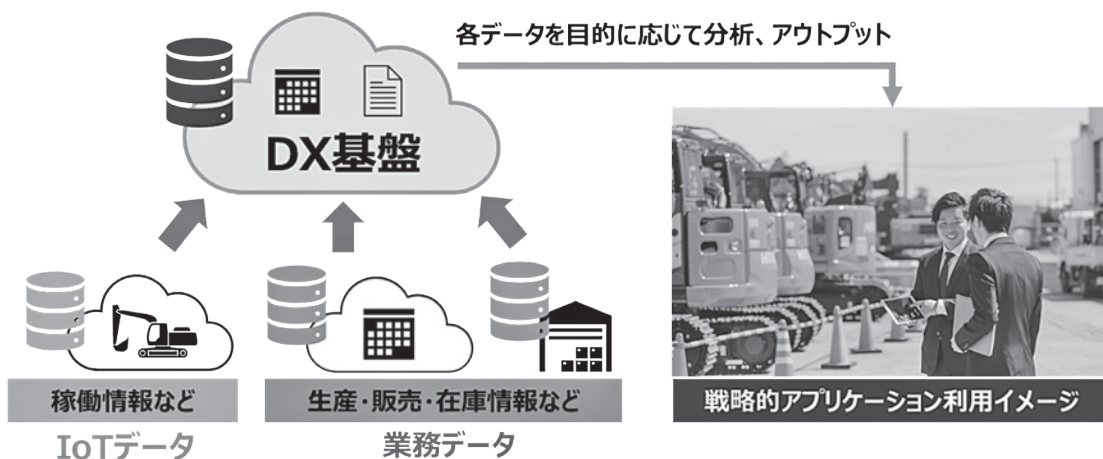 各データを目的に応じて分析、アウトプット
DX基盤
稼働情報など
生産・販売・在庫情報など
戦略的アプリケーション利用イメージ
IoTデータ
業務データ